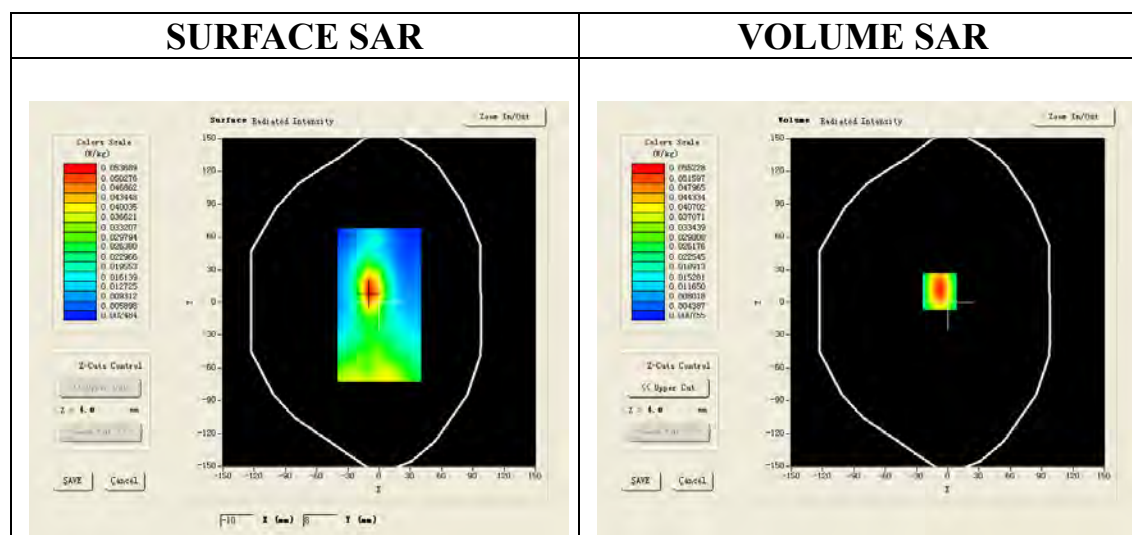 SURFACE SAR
VOLUME SAR
Surface Radiated Intensity
Zoom In/Out
Colors Scale
(W/kg)
0.053689
0.050276
0.046862
0.043448
0.040035
0.036621
0.033207
0.029794
0.026380
0.022966
0.019553
0.016139
0.012725
0.009312
0.005898
0.002484
150
120
90
60
30
0
-30
-60
-90
-120
-150
-150 -120 -90 -60 -30 0 30 60 90 120 150
Z-Cuts Control
Z = 4.0 mm
SAVE Cancel
-10 X (mm) 8 Y (mm)
Volume Radiated Intensity
Zoom In/Out
Colors Scale
(W/kg)
0.055228
0.051597
0.047965
0.044334
0.040702
0.037071
0.033439
0.029808
0.026176
0.022545
0.018913
0.015281
0.011650
0.008018
0.004387
0.000755
150
120
90
60
30
0
-30
-60
-90
-120
-150
-150 -120 -90 -60 -30 0 30 60 90 120 150
Z-Cuts Control
<< Upper Cut
Z = 4.0 mm
SAVE Cancel